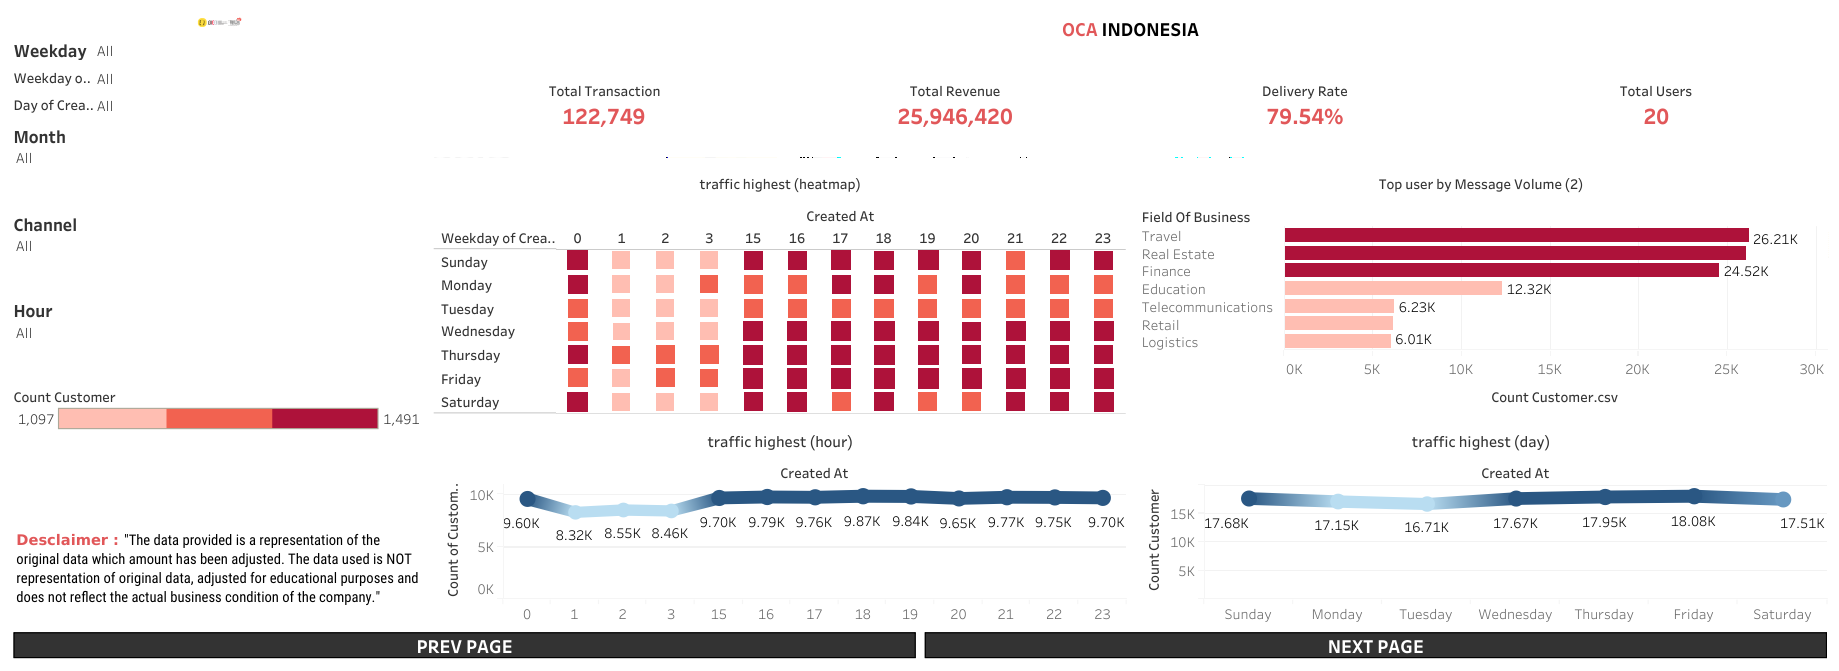 OCA INDONESIA
Weekday All
Weekday o.. All
Day of Crea.. All
Month
All
Channel
All
Hour
All
Count Customer
1,097 1,491
Desclaimer : "The data provided is a representation of the
original data which amount has been adjusted. The data used is NOT
representation of original data, adjusted for educational purposes and
does not reflect the actual business condition of the company."
Total Transaction
122,749
Total Revenue
25,946,420
Delivery Rate
79.54%
Total Users
20
traffic highest (heatmap)
Created At
Weekday of Crea.. 0 1 2 3 15 16 17 18 19 20 21 22 23
Sunday
Monday
Tuesday
Wednesday
Thursday
Friday
Saturday
Top user by Message Volume (2)
Field Of Business
Travel 26.21K
Real Estate
Finance 24.52K
Education 12.32K
Telecommunications 6.23K
Retail
Logistics 6.01K
0K 5K 10K 15K 20K 25K 30K
Count Customer.csv
traffic highest (hour)
Created At
Count of Custom..
10K
5K
0K
9.60K 8.32K 8.55K 8.46K 9.70K 9.79K 9.76K 9.87K 9.84K 9.65K 9.77K 9.75K 9.70K
0 1 2 3 15 16 17 18 19 20 21 22 23
traffic highest (day)
Created At
Count Customer
15K
10K
5K
17.68K 17.15K 16.71K 17.67K 17.95K 18.08K 17.51K
Sunday Monday Tuesday Wednesday Thursday Friday Saturday
PREV PAGE
NEXT PAGE